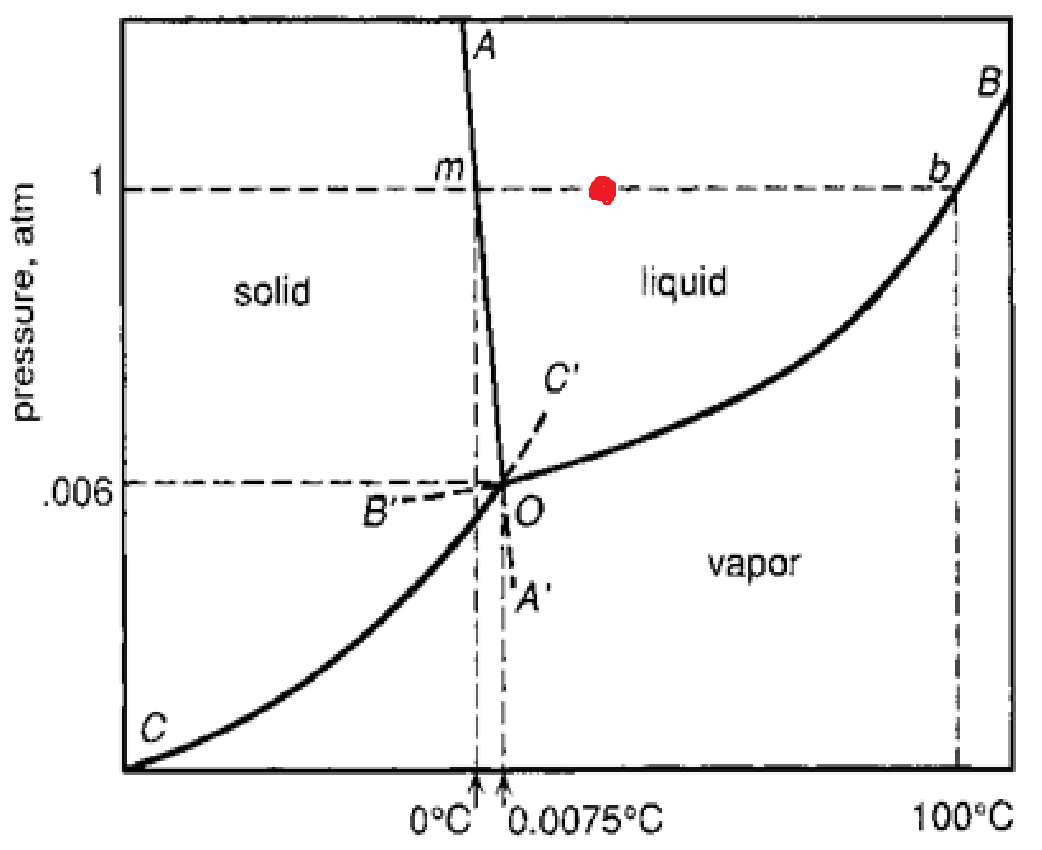 A
B
m
b
1
pressure, atm
solid
liquid
C'
.006
B'
O
vapor
A'
C
0°C
0.0075°C
100°C